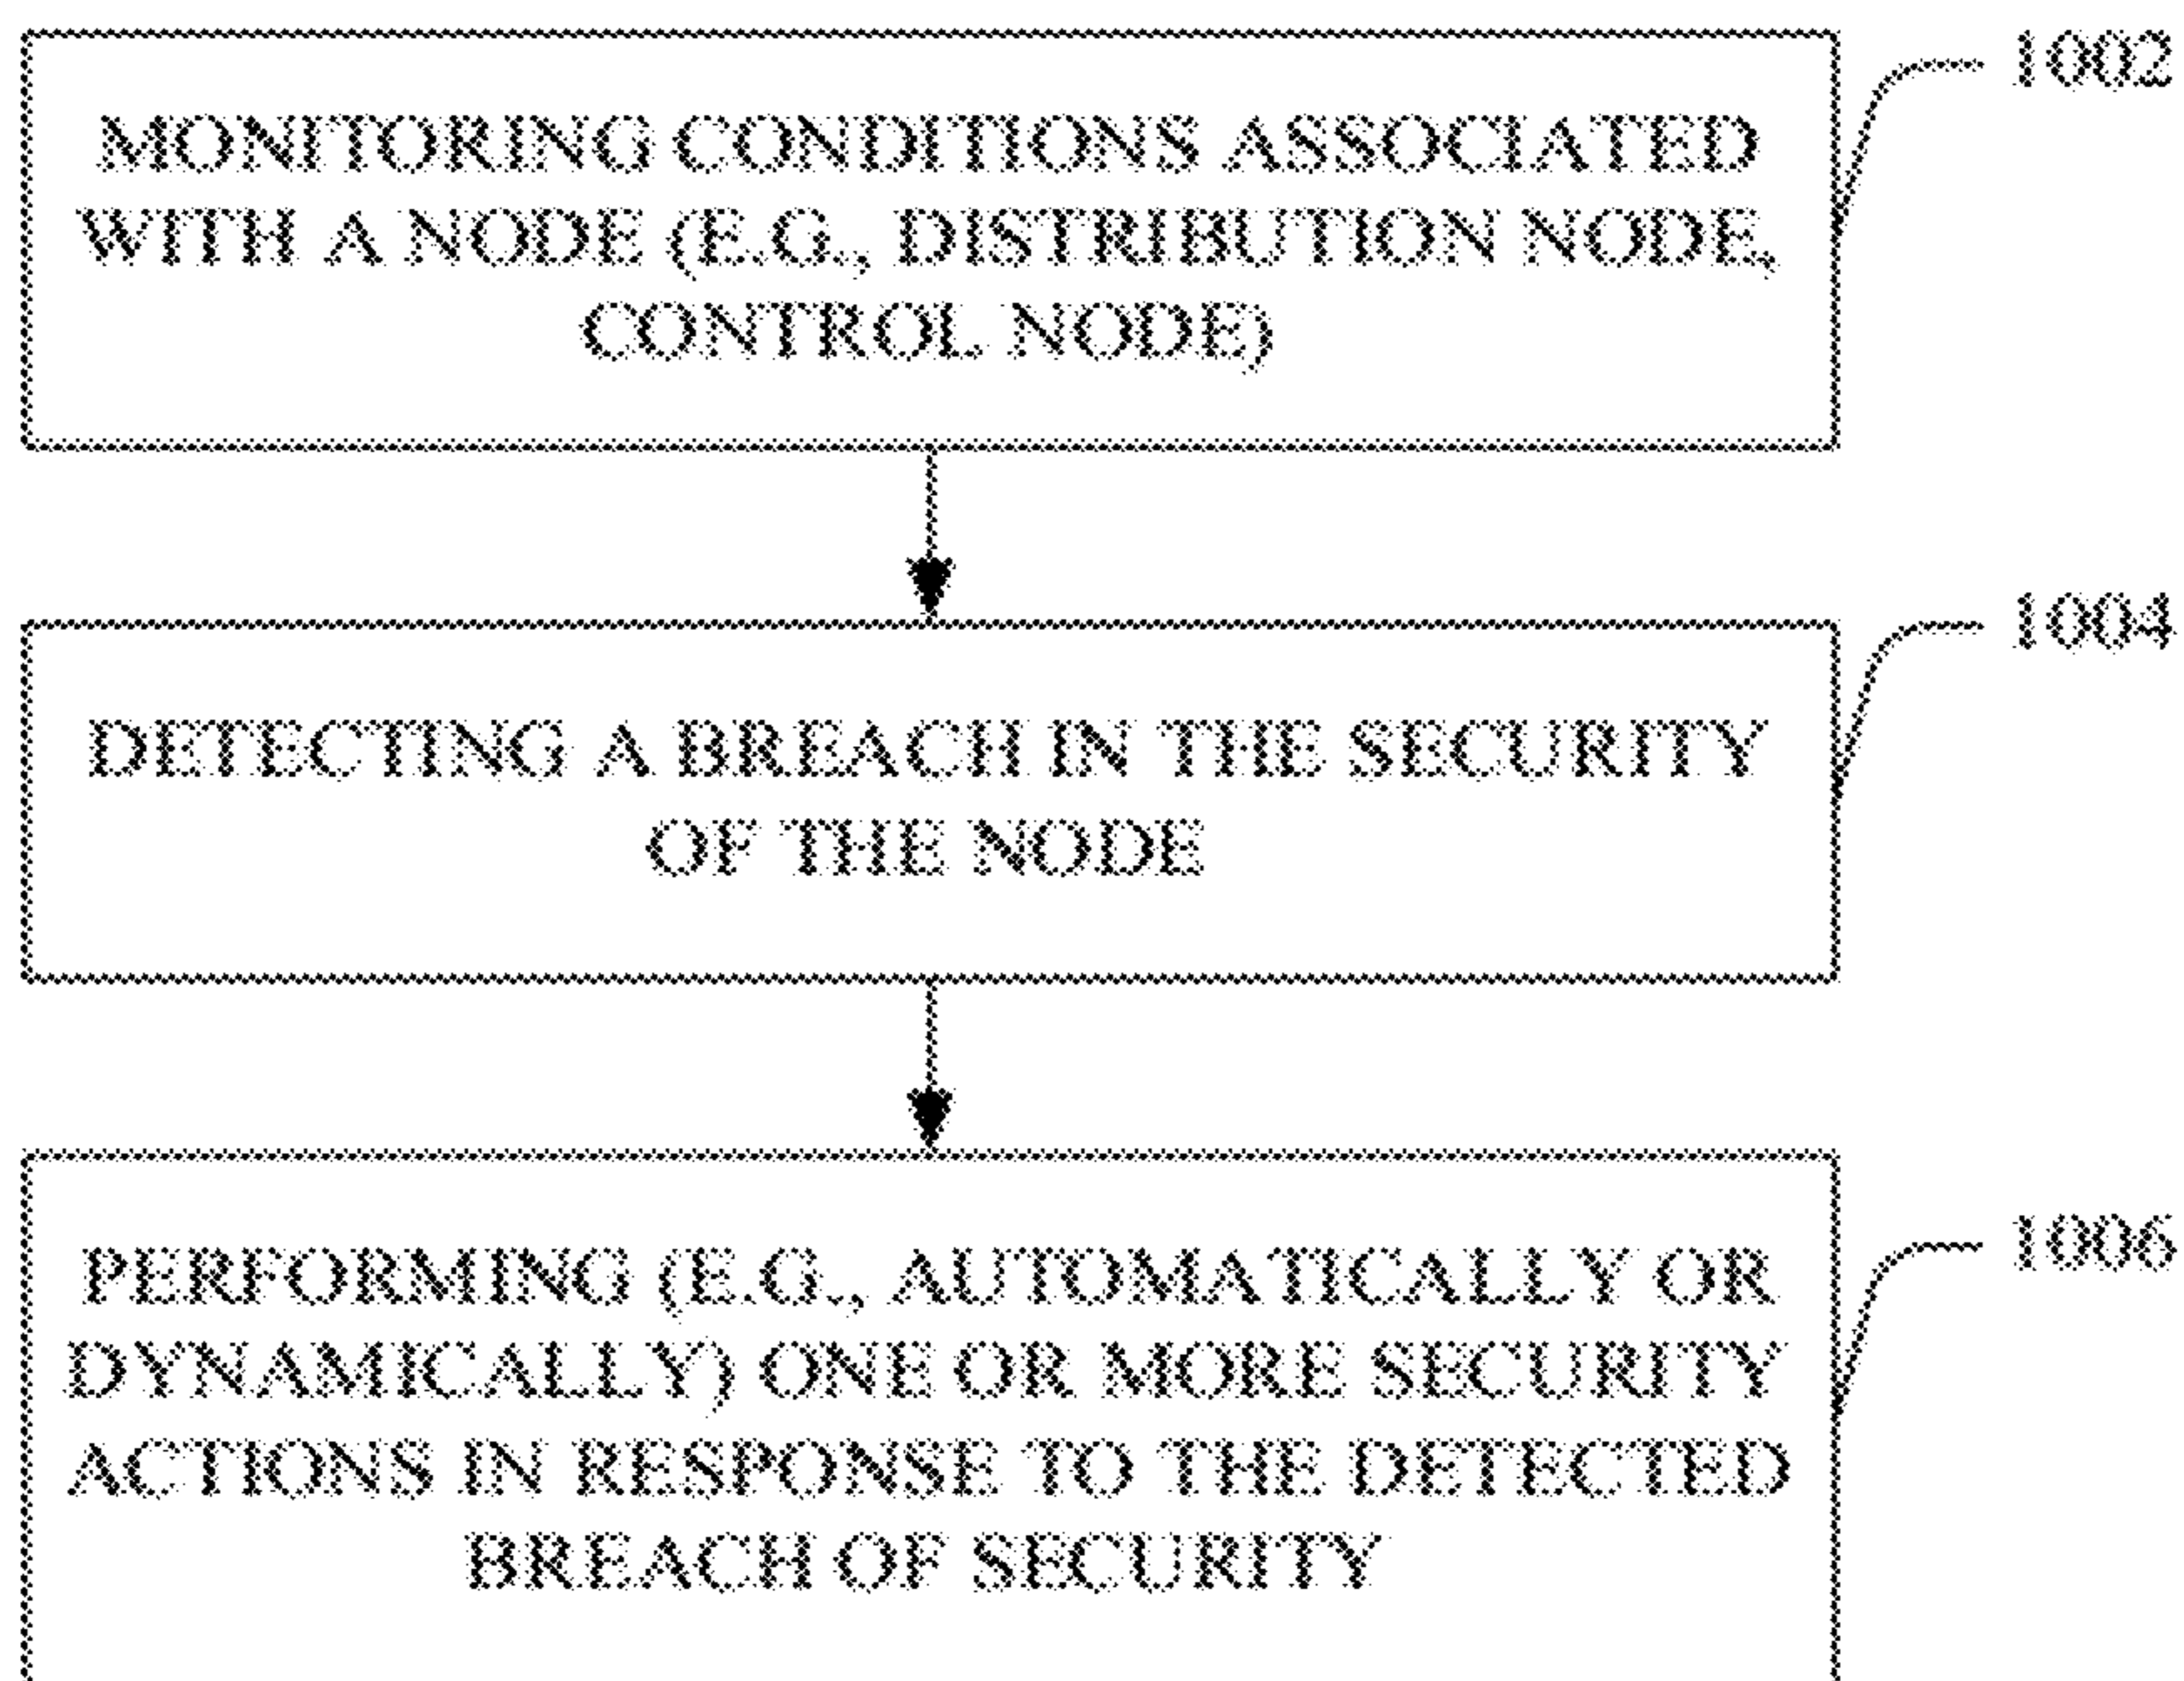 1002
MONITORING CONDITIONS ASSOCIATED
WITH A NODE (E.G., DISTRIBUTION NODE,
CONTROL NODE)
1004
DETECTING A BREACH IN THE SECURITY
OF THE NODE
1006
PERFORMING (E.G., AUTOMATICALLY OR
DYNAMICALLY) ONE OR MORE SECURITY
ACTIONS IN RESPONSE TO THE DETECTED
BREACH OF SECURITY